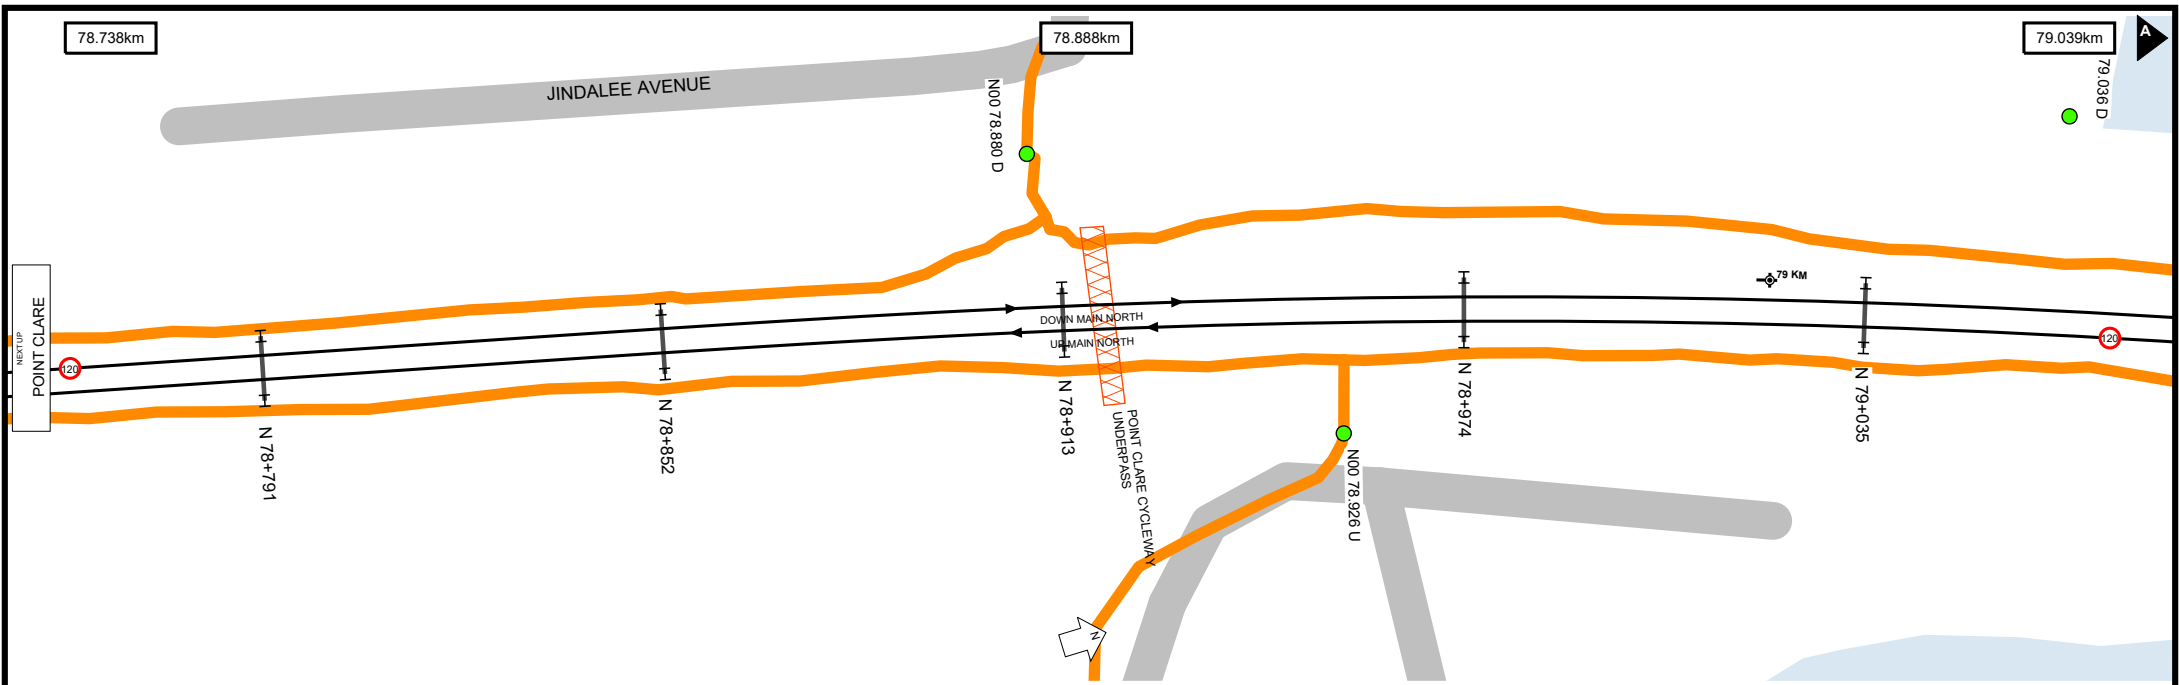 78.738km
78.888km
79.039km
A
JINDALEE AVENUE
N00 78.880 D
79.036 D
79 KM
NEXT UP
POINT CLARE
120
DOWN MAIN NORTH
UP MAIN NORTH
120
N 78+791
N 78+852
N 78+913
N 78+974
N 79+035
POINT CLARE CYCLEWAY
UNDERPASS
N00 78.926 U
N